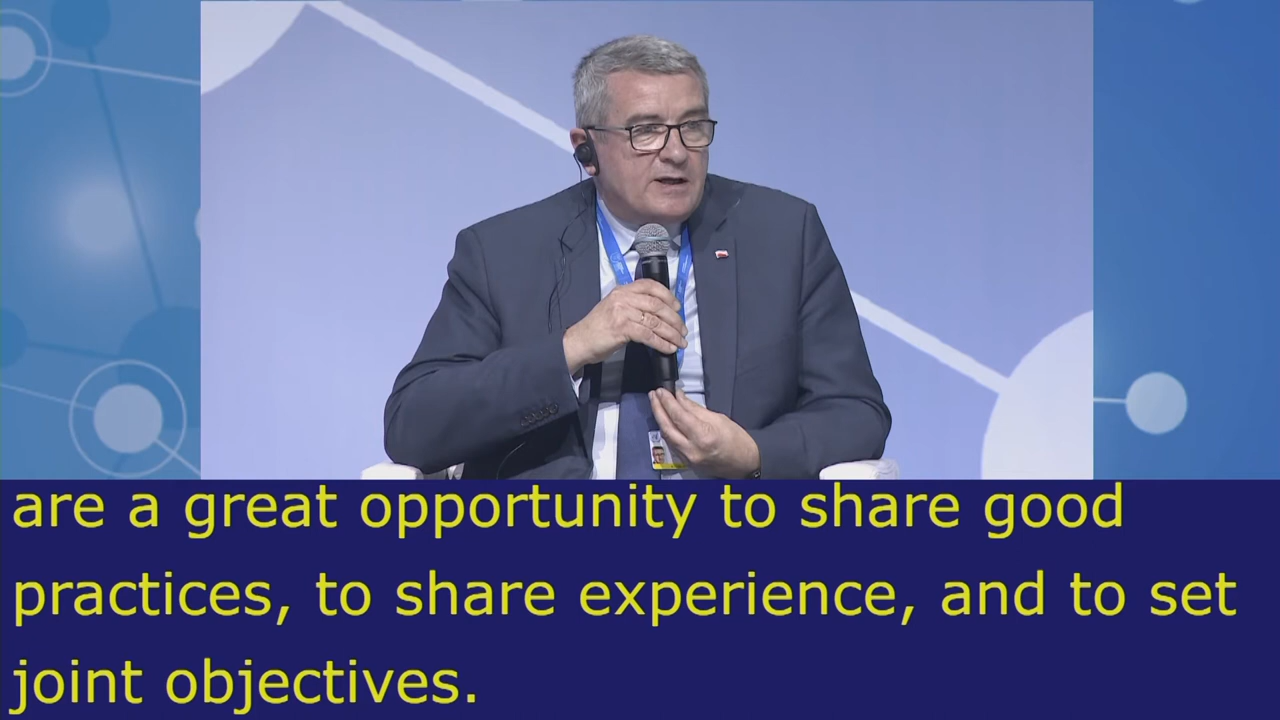 are a great opportunity to share good
practices, to share experience, and to set
joint objectives.